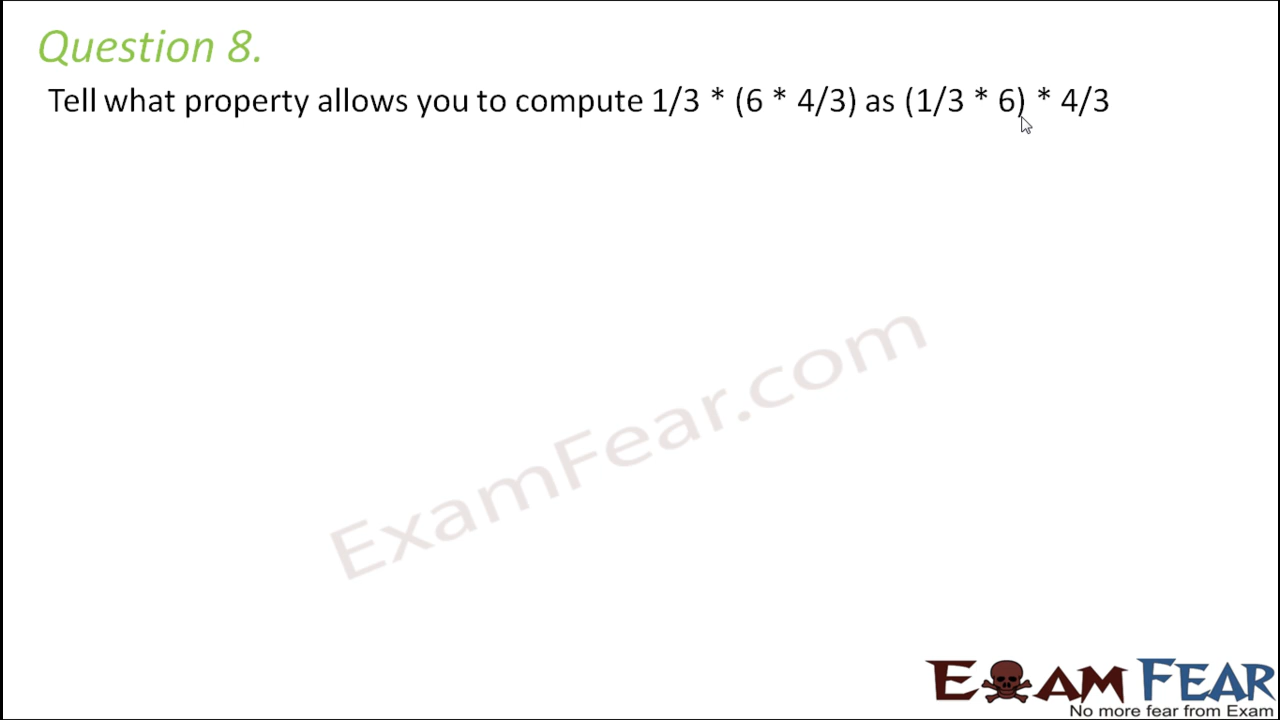 Question 8.
Tell what property allows you to compute 1/3 * (6 * 4/3) as (1/3 * 6) * 4/3
ExamFear.com
EXAM FEAR
No more fear from Exam